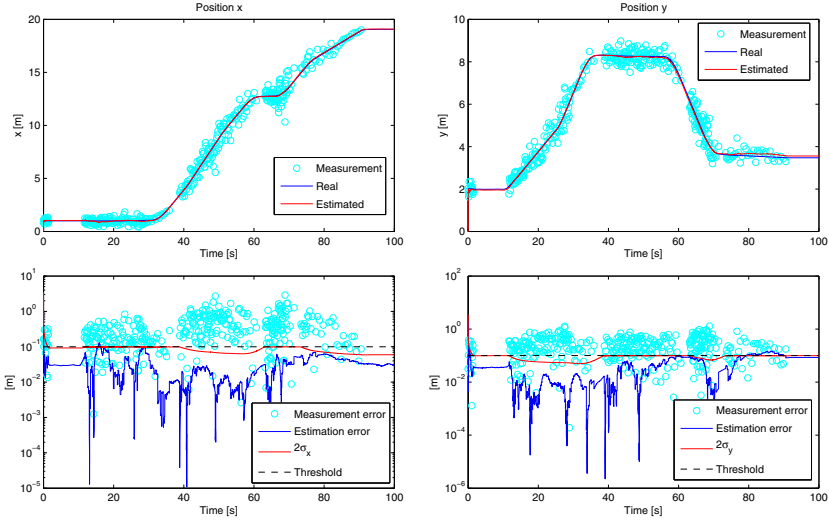 Position x
20
15
10
5
0
x [m]
0 20 40 60 80 100
Time [s]
Measurement
Real
Estimated
Position y
10
8
6
4
2
0
y [m]
0 20 40 60 80 100
Time [s]
Measurement
Real
Estimated
10^1
10^0
10^-1
10^-2
10^-3
10^-4
10^-5
[m]
0 20 40 60 80 100
Time [s]
Measurement error
Estimation error
2σ_x
Threshold
10^2
10^0
10^-2
10^-4
10^-6
[m]
0 20 40 60 80 100
Time [s]
Measurement error
Estimation error
2σ_y
Threshold